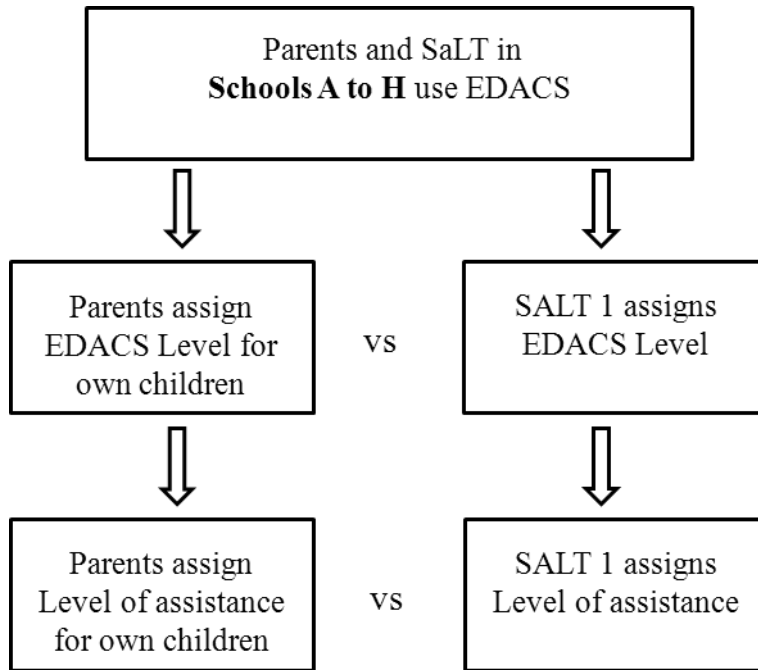 Parents and SaLT in
Schools A to H use EDACS
Parents assign
EDACS Level for
own children
vs
SALT 1 assigns
EDACS Level
Parents assign
Level of assistance
for own children
vs
SALT 1 assigns
Level of assistance